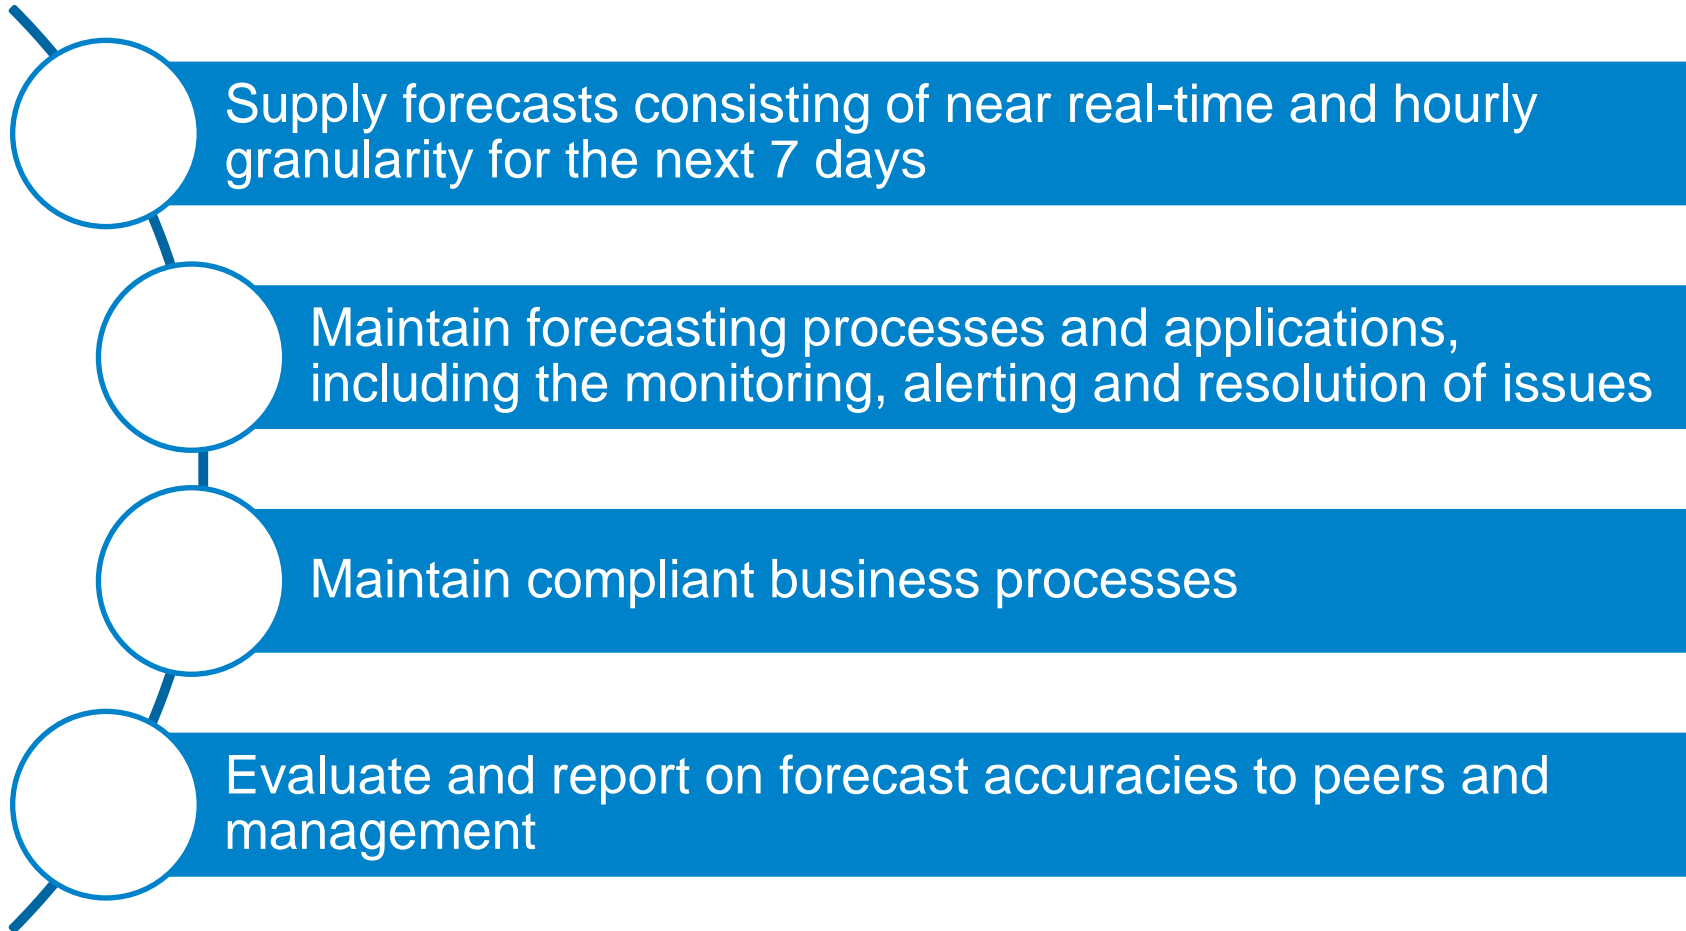 Supply forecasts consisting of near real-time and hourly
granularity for the next 7 days
Maintain forecasting processes and applications,
including the monitoring, alerting and resolution of issues
Maintain compliant business processes
Evaluate and report on forecast accuracies to peers and
management